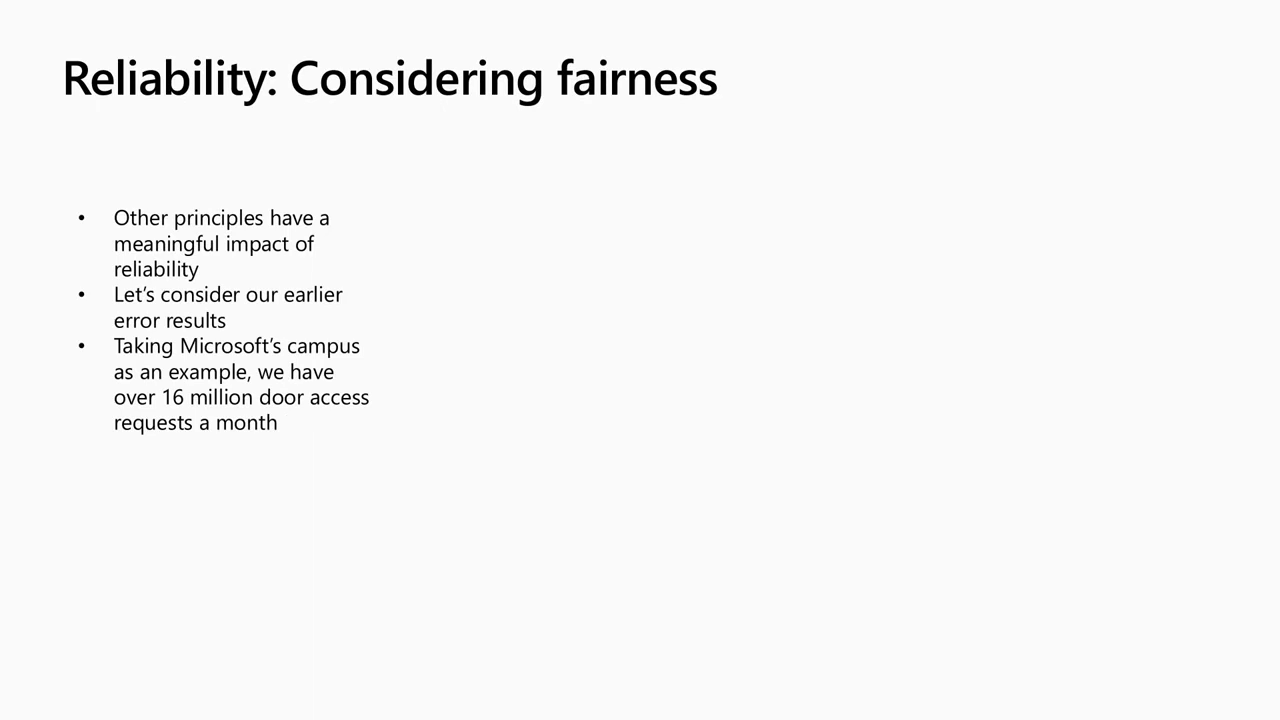 Reliability: Considering fairness
• Other principles have a
meaningful impact of
reliability
• Let’s consider our earlier
error results
• Taking Microsoft’s campus
as an example, we have
over 16 million door access
requests a month